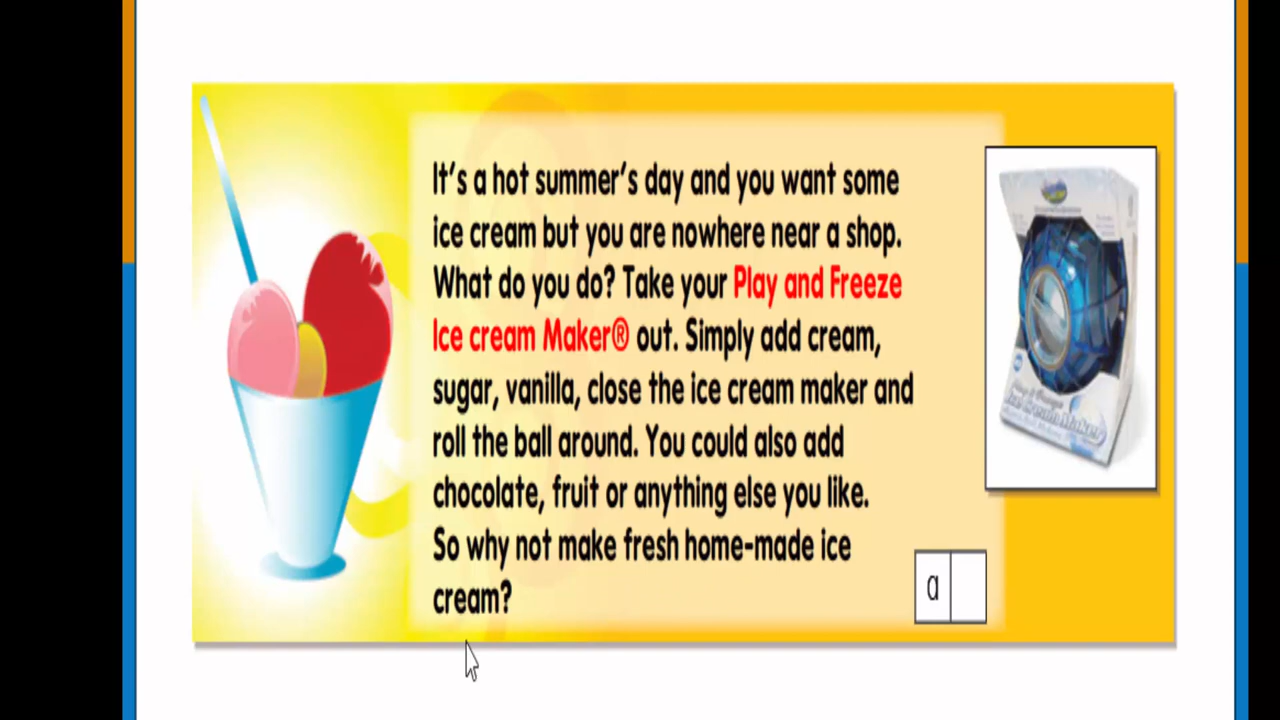 It's a hot summer's day and you want some
ice cream but you are nowhere near a shop.
What do you do? Take your Play and Freeze
Ice cream Maker® out. Simply add cream,
sugar, vanilla, close the ice cream maker and
roll the ball around. You could also add
chocolate, fruit or anything else you like.
So why not make fresh home-made ice
cream?
a
Ice Cream Maker